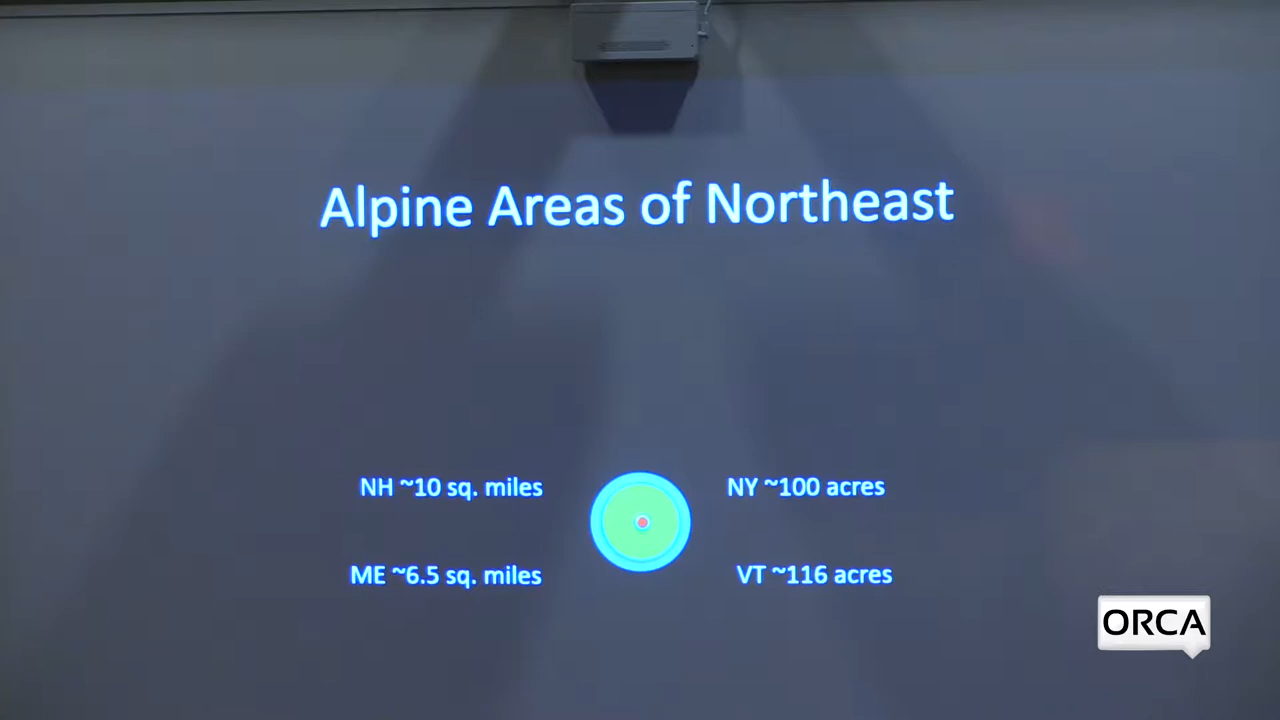 Alpine Areas of Northeast
NH ~10 sq. miles
NY ~100 acres
ME ~6.5 sq. miles
VT ~116 acres
ORCA